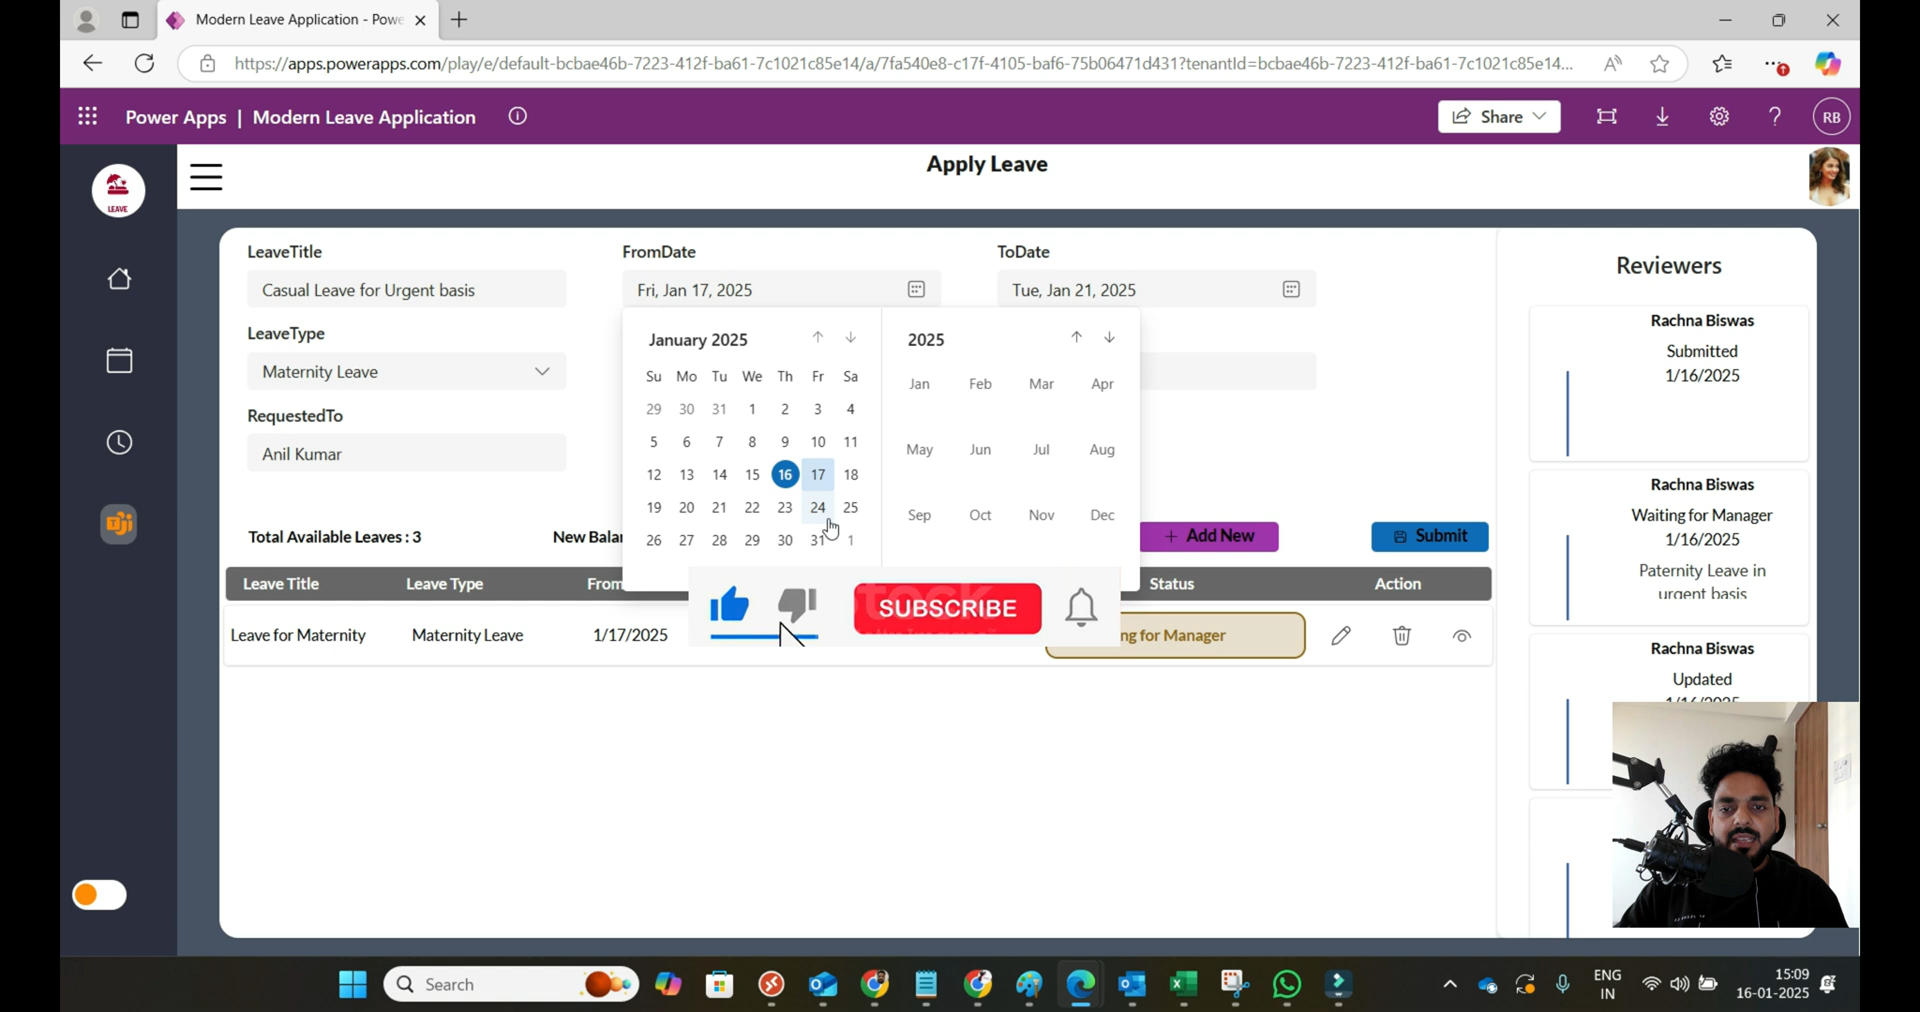 Modern Leave Application - Powe
https://apps.powerapps.com/play/e/default-bcbae46b-7223-412f-ba61-7c1021c85e14/a/7fa540e8-c17f-4105-baf6-75b06471d431?tenantId=bcbae46b-7223-412f-ba61-7c1021c85e14...
Power Apps | Modern Leave Application
Share
RB
LEAVE
Apply Leave
LeaveTitle
Casual Leave for Urgent basis
FromDate
Fri, Jan 17, 2025
ToDate
Tue, Jan 21, 2025
LeaveType
Maternity Leave
RequestedTo
Anil Kumar
January 2025
Su Mo Tu We Th Fr Sa
29 30 31 1 2 3 4
5 6 7 8 9 10 11
12 13 14 15 16 17 18
19 20 21 22 23 24 25
26 27 28 29 30 31 1
2025
Jan Feb Mar Apr
May Jun Jul Aug
Sep Oct Nov Dec
Total Available Leaves : 3
New Balan
Add New
Submit
Leave Title Leave Type From Status Action
Leave for Maternity Maternity Leave 1/17/2025 ng for Manager
SUBSCRIBE
Reviewers
Rachna Biswas
Submitted
1/16/2025
Rachna Biswas
Waiting for Manager
1/16/2025
Paternity Leave in
urgent basis
Rachna Biswas
Updated
1/16/2025
Search
ENG
IN
15:09
16-01-2025